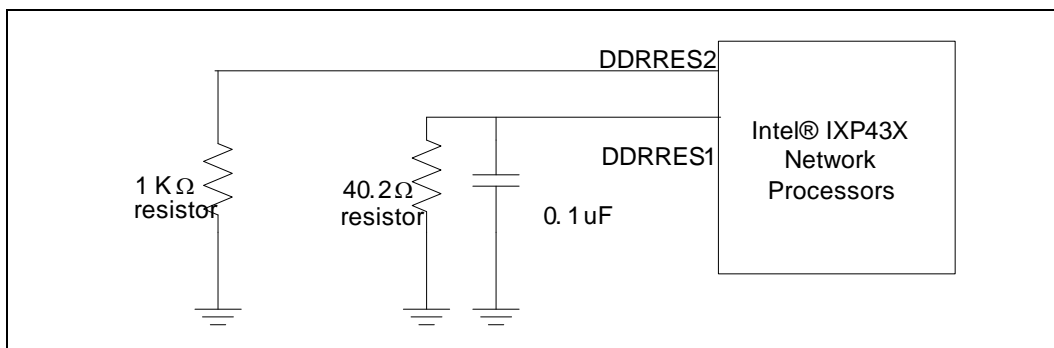 DDRRES2
Intel® IXP43X
Network
Processors
DDRRES1
1 KΩ
resistor
40.2Ω
resistor
0.1uF